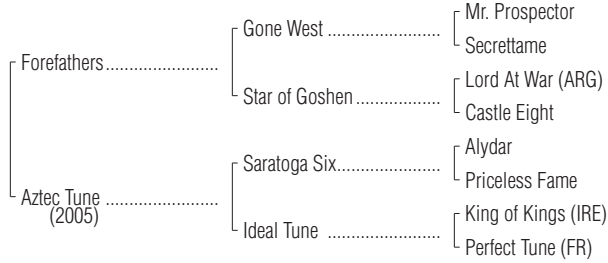 Mr. Prospector
Gone West
Secrettame
Forefathers
Lord At War (ARG)
Star of Goshen
Castle Eight
Alydar
Saratoga Six
Priceless Fame
Aztec Tune
(2005)
King of Kings (IRE)
Ideal Tune
Perfect Tune (FR)